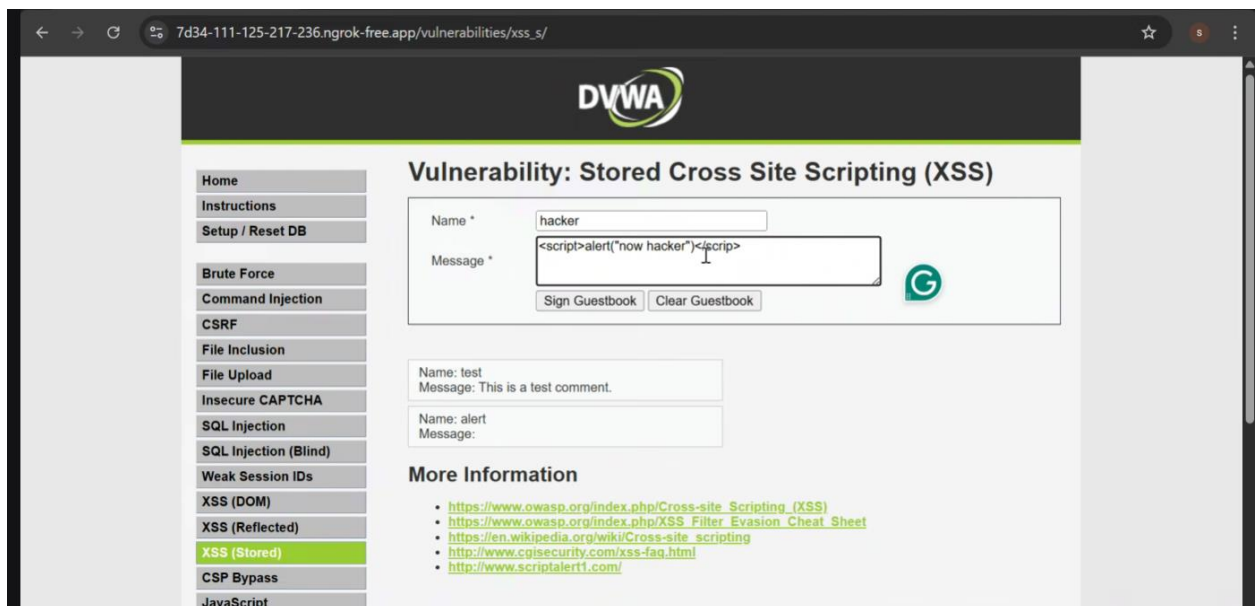 7d34-111-125-217-236.ngrok-free.app/vulnerabilities/xss_s/
S
DVWA
Home
Instructions
Setup / Reset DB
Brute Force
Command Injection
CSRF
File Inclusion
File Upload
Insecure CAPTCHA
SQL Injection
SQL Injection (Blind)
Weak Session IDs
XSS (DOM)
XSS (Reflected)
XSS (Stored)
CSP Bypass
JavaScript
Vulnerability: Stored Cross Site Scripting (XSS)
Name * hacker
Message * <script>alert("now hacker")</scrip>
G
Sign Guestbook Clear Guestbook
Name: test
Message: This is a test comment.
Name: alert
Message:
More Information
https://www.owasp.org/index.php/Cross-site_Scripting_(XSS)
https://www.owasp.org/index.php/XSS_Filter_Evasion_Cheat_Sheet
https://en.wikipedia.org/wiki/Cross-site_scripting
http://www.cgisecurity.com/xss-faq.html
http://www.scriptalert1.com/